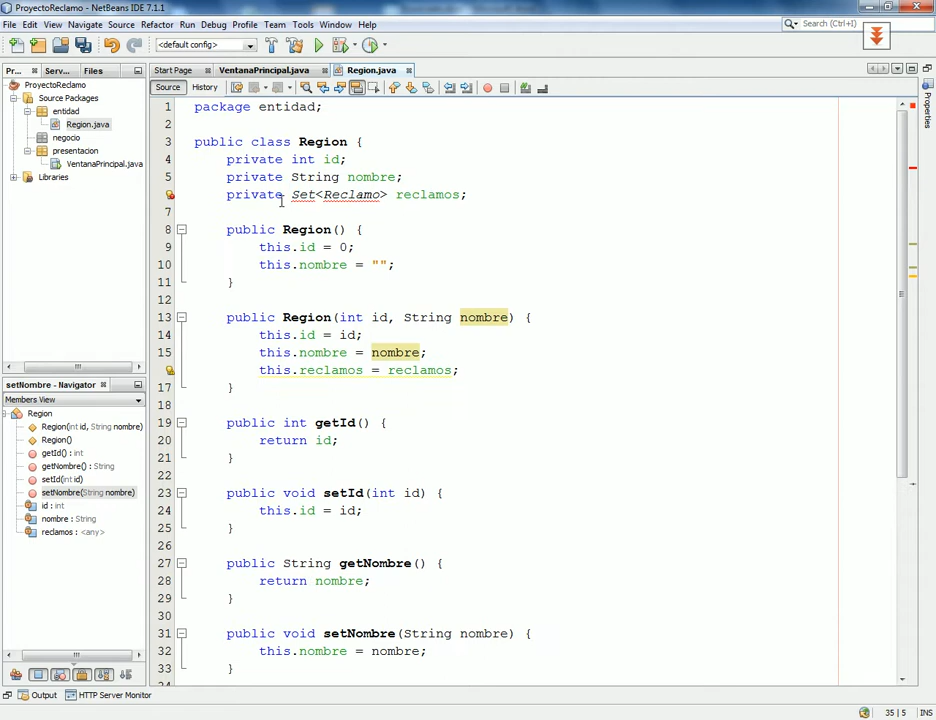 ProyectoReclamo - NetBeans IDE 7.1.1
File Edit View Navigate Source Refactor Run Debug Profile Team Tools Window Help
Search (Ctrl+I)
<default config>
Pr... Serv... Files
Start Page VentanaPrincipal.java Region.java
Source History
Properties
ProyectoReclamo
Source Packages
entidad
Region.java
negocio
presentacion
VentanaPrincipal.java
Libraries
1 package entidad;
2
3 public class Region {
4 private int id;
5 private String nombre;
private Set<Reclamo> reclamos;
7
8 public Region() {
9 this.id = 0;
10 this.nombre = "";
11 }
12
13 public Region(int id, String nombre) {
14 this.id = id;
15 this.nombre = nombre;
this.reclamos = reclamos;
17 }
18
19 public int getId() {
20 return id;
21 }
22
23 public void setId(int id) {
24 this.id = id;
25 }
26
27 public String getNombre() {
28 return nombre;
29 }
30
31 public void setNombre(String nombre) {
32 this.nombre = nombre;
33 }
setNombre - Navigator
Members View
Region
Region(int id, String nombre)
Region()
getId() : int
getNombre() : String
setId(int id)
setNombre(String nombre)
id : int
nombre : String
reclamos : <any>
Output HTTP Server Monitor
35 | 5 INS